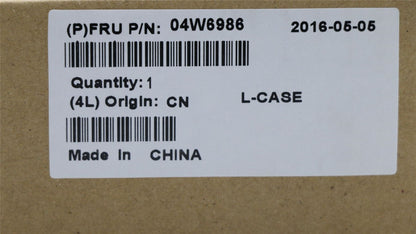 (P)FRU P/N: 04W6986 2016-05-05
Quantity: 1
(4L) Origin: CN L-CASE
Made In CHINA